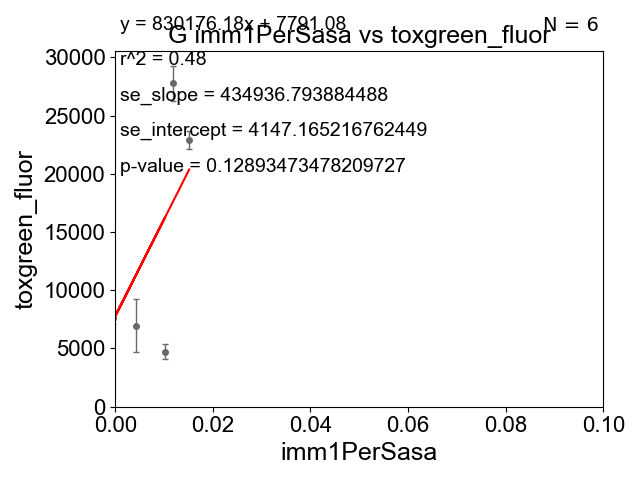 y = 830176.18x + 7791.08
N = 6
G imm1PerSasa vs toxgreen_fluor
r^2 = 0.48
se_slope = 434936.793884488
se_intercept = 4147.165216762449
p-value = 0.12893473478209727
30000
25000
20000
15000
10000
5000
0
toxgreen_fluor
0.00
0.02
0.04
0.06
0.08
0.10
imm1PerSasa